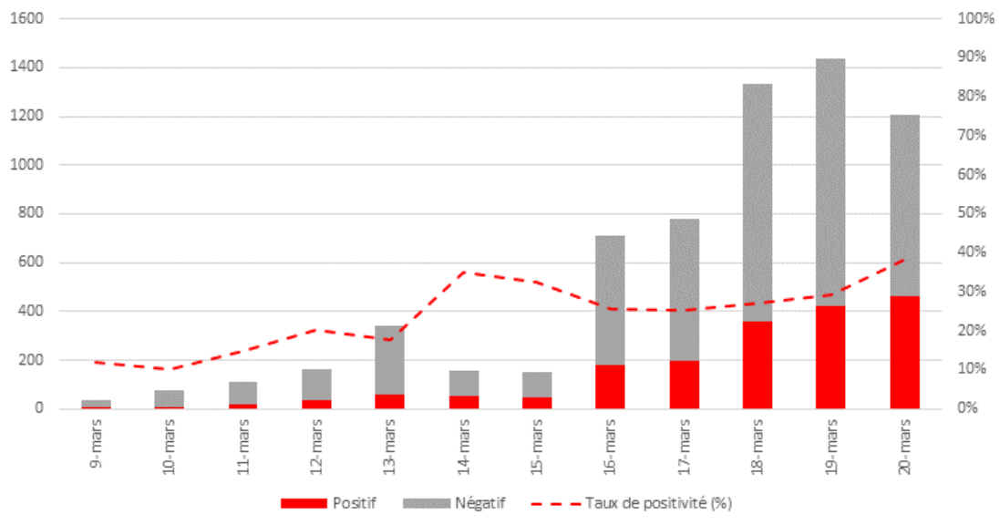 1600
1400
1200
1000
800
600
400
200
0
100%
90%
80%
70%
60%
50%
40%
30%
20%
10%
0%
9-mars
10-mars
11-mars
12-mars
13-mars
14-mars
15-mars
16-mars
17-mars
18-mars
19-mars
20-mars
Positif Négatif Taux de positivité (%)